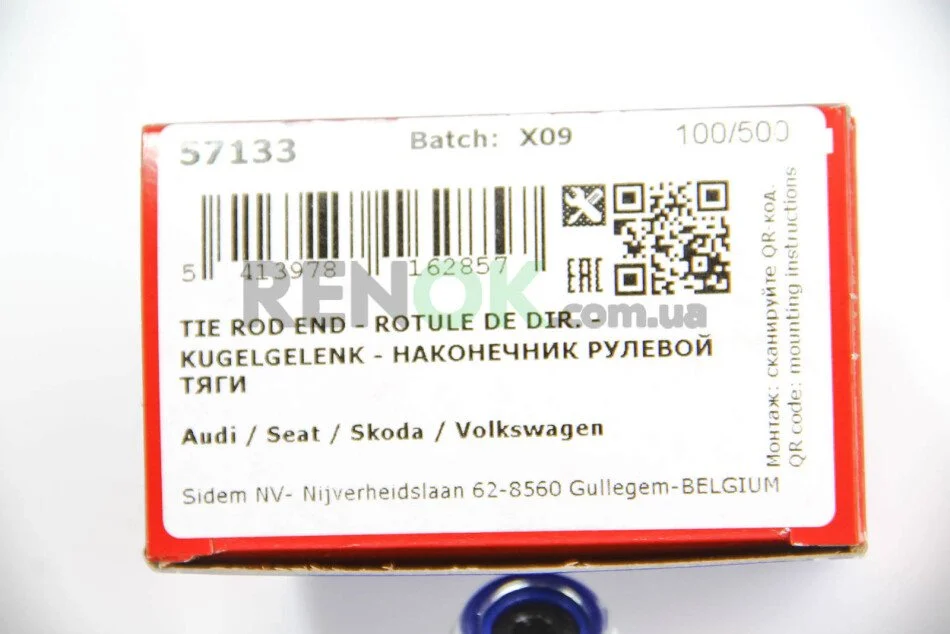 57133 Batch: X09 100/500
5 413978 162857
EAC
RENOK.com.ua
TIE ROD END - ROTULE DE DIR. -
KUGELGELENK - НАКОНЕЧНИК РУЛЕВОЙ
ТЯГИ
Audi / Seat / Skoda / Volkswagen
Sidem NV- Nijverheidslaan 62-8560 Gullegem-BELGIUM
Монтаж: сканируйте QR-код.
QR code: mounting instructions